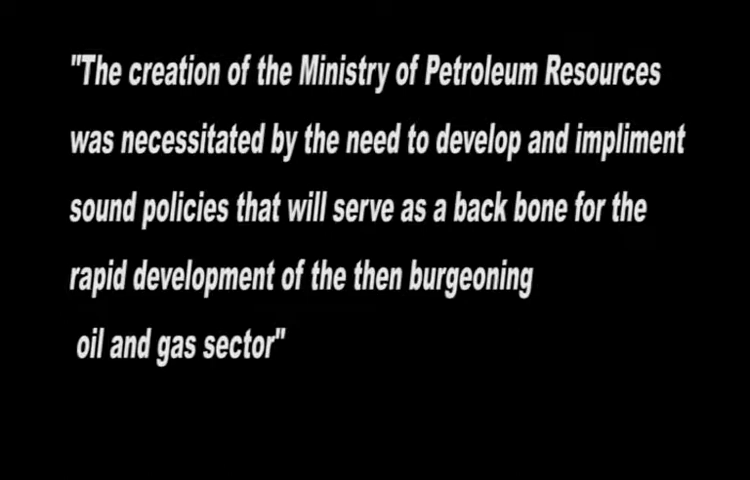 "The creation of the Ministry of Petroleum Resources
was necessitated by the need to develop and impliment
sound policies that will serve as a back bone for the
rapid development of the then burgeoning
oil and gas sector"